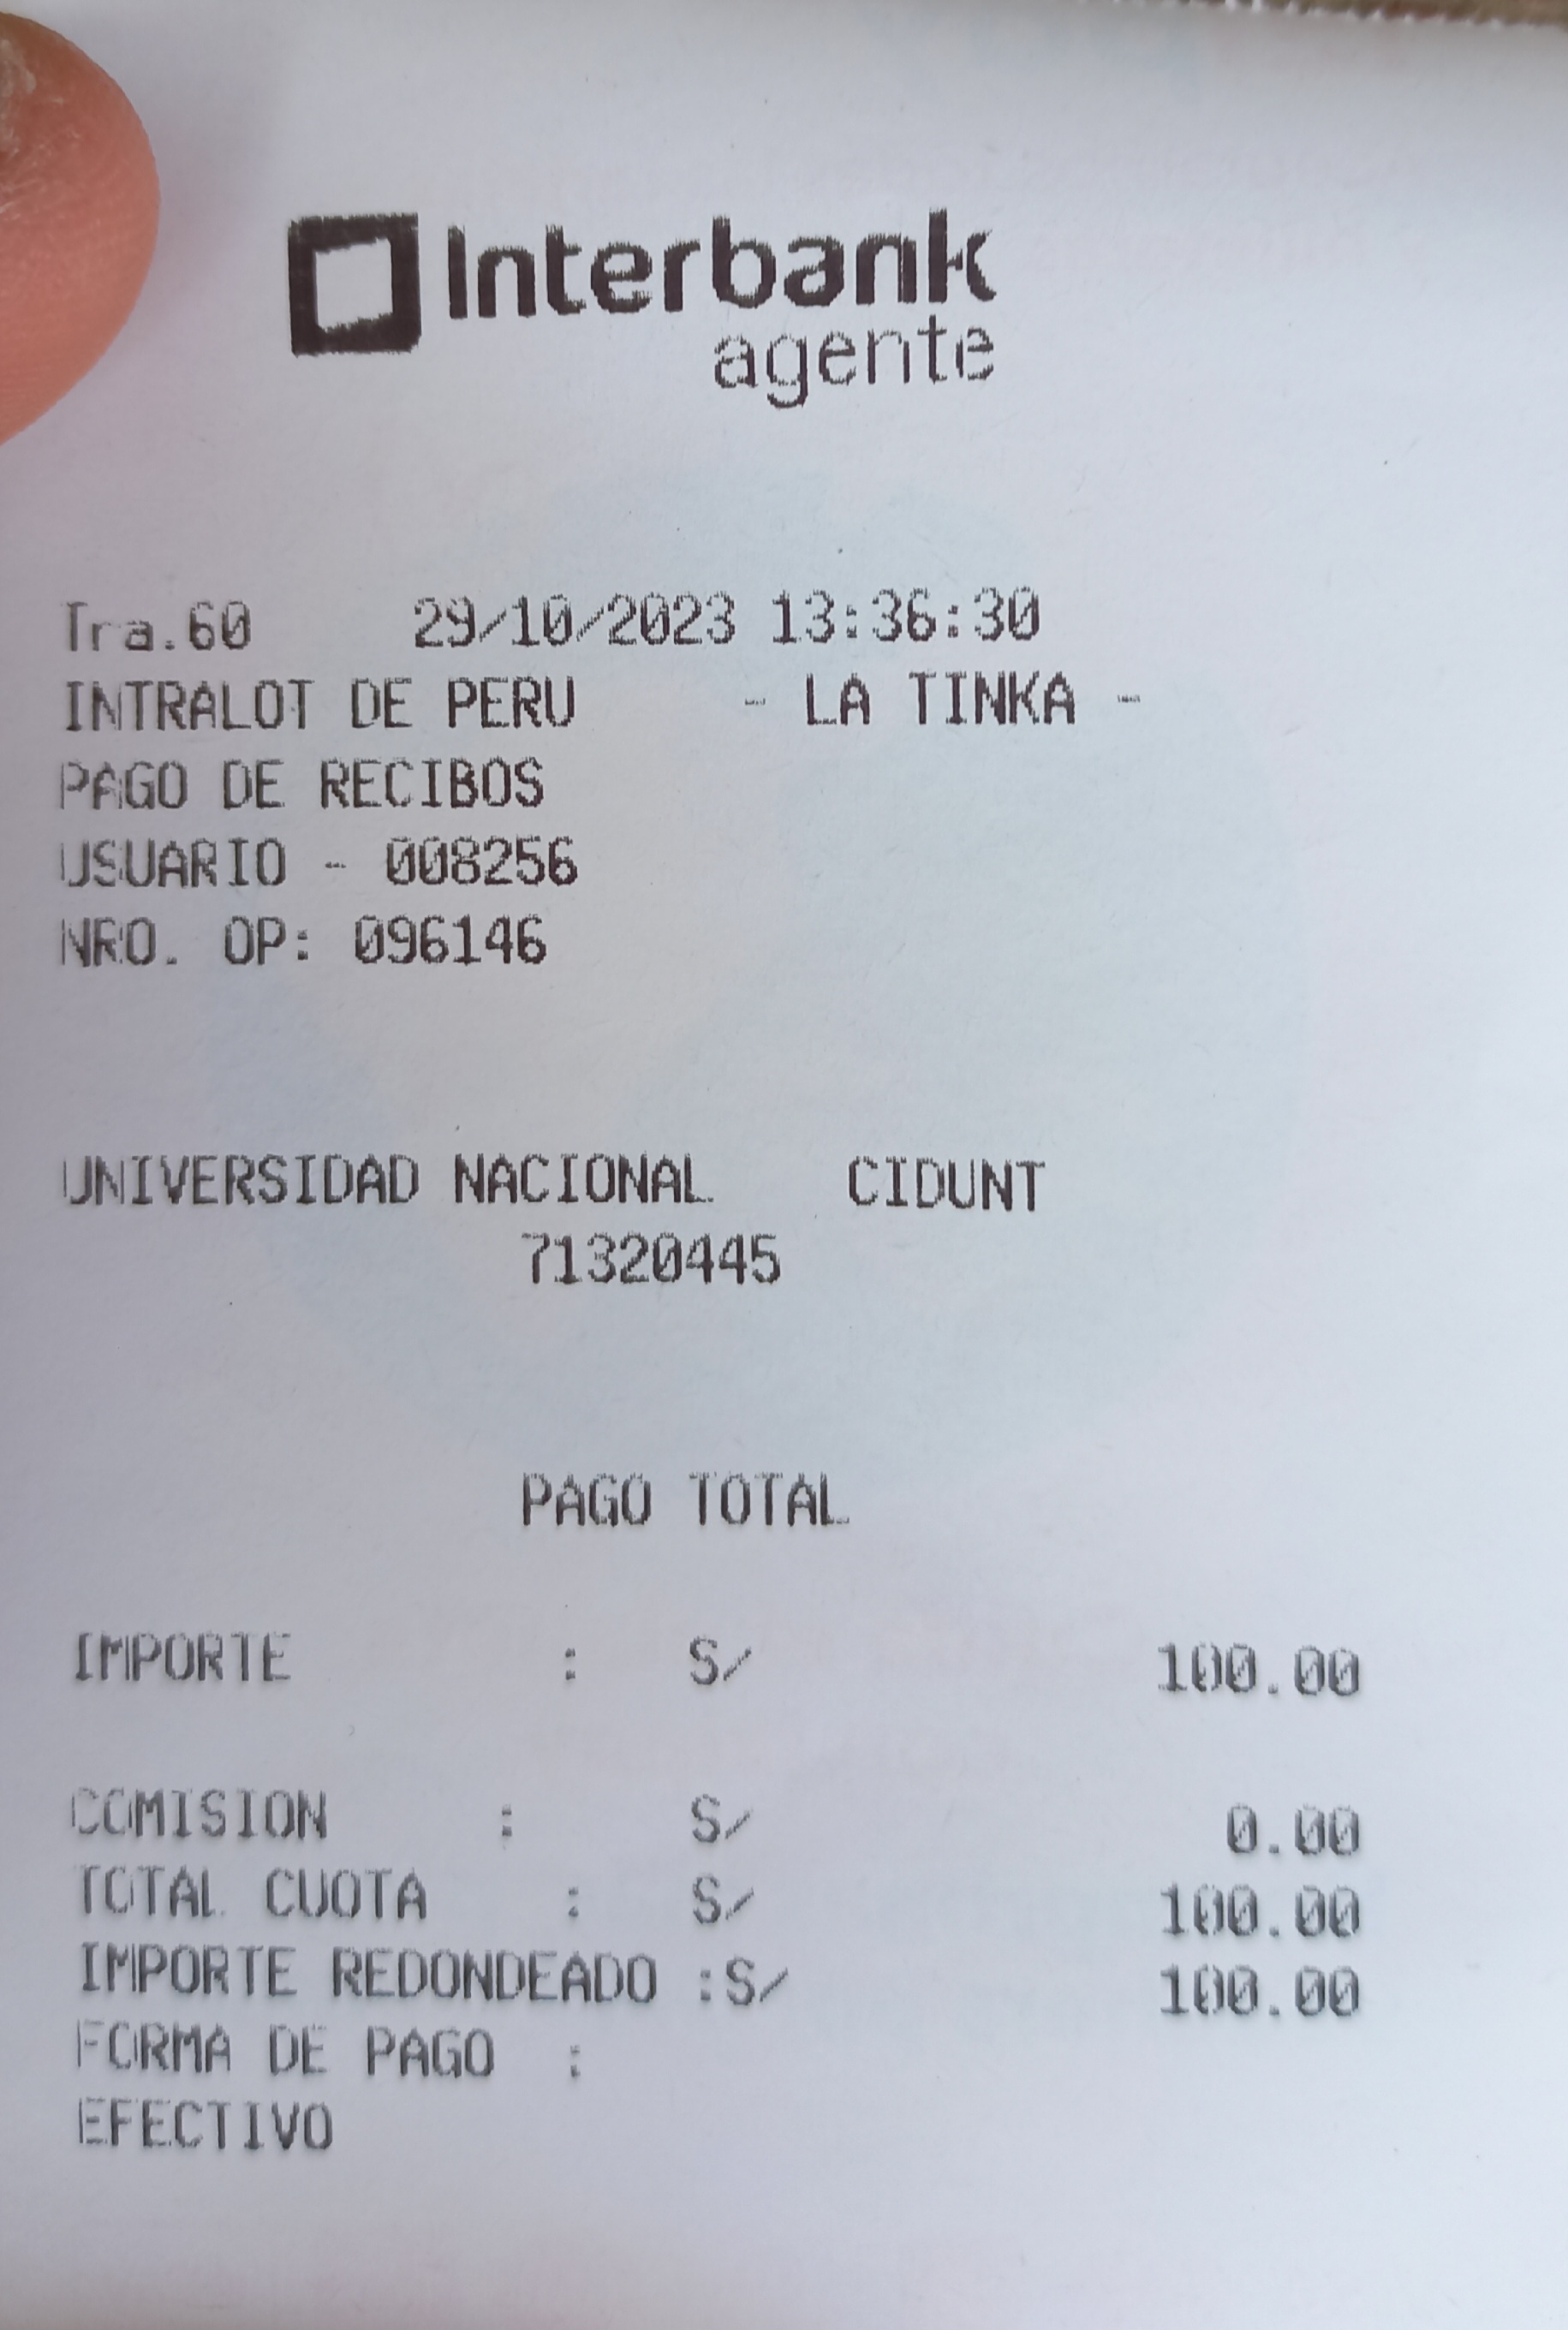 Interbank
agente
Tra.60 29/10/2023 13:36:30
INTRALOT DE PERU - LA TINKA -
PAGO DE RECIBOS
USUARIO - 008256
NRO. OP: 096146
UNIVERSIDAD NACIONAL CIDUNT
71320445
PAGO TOTAL
IMPORTE : S/ 100.00
COMISION : S/ 0.00
TOTAL CUOTA : S/ 100.00
IMPORTE REDONDEADO :S/ 100.00
FORMA DE PAGO :
EFECTIVO